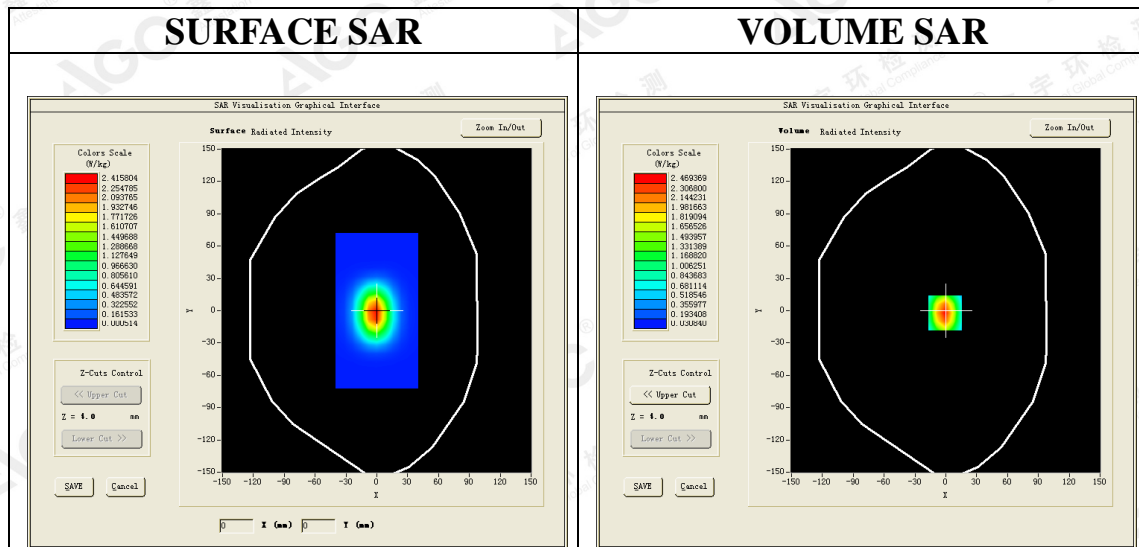 SURFACE SAR
SAR Visualisation Graphical Interface
Surface Radiated Intensity
Zoom In/Out
Colors Scale
(W/kg)
2.415804
2.254785
2.093765
1.932746
1.771726
1.610707
1.449688
1.288668
1.127649
0.966630
0.805610
0.644591
0.483572
0.322552
0.161533
0.000514
Z-Cuts Control
<< Upper Cut
Z = 4.0 mm
Lower Cut >>
SAVE Cancel
150
120
90
60
30
0
-30
-60
-90
-120
-150
Y
-150 -120 -90 -60 -30 0 30 60 90 120 150
X
0 X (mm) 0 Y (mm)
VOLUME SAR
SAR Visualisation Graphical Interface
Volume Radiated Intensity
Zoom In/Out
Colors Scale
(W/kg)
2.469369
2.306800
2.144231
1.981663
1.819094
1.656526
1.493957
1.331389
1.168820
1.006251
0.843683
0.681114
0.518546
0.355977
0.193408
0.030840
Z-Cuts Control
<< Upper Cut
Z = 4.0 mm
Lower Cut >>
SAVE Cancel
150
120
90
60
30
0
-30
-60
-90
-120
-150
Y
-150 -120 -90 -60 -30 0 30 60 90 120 150
X